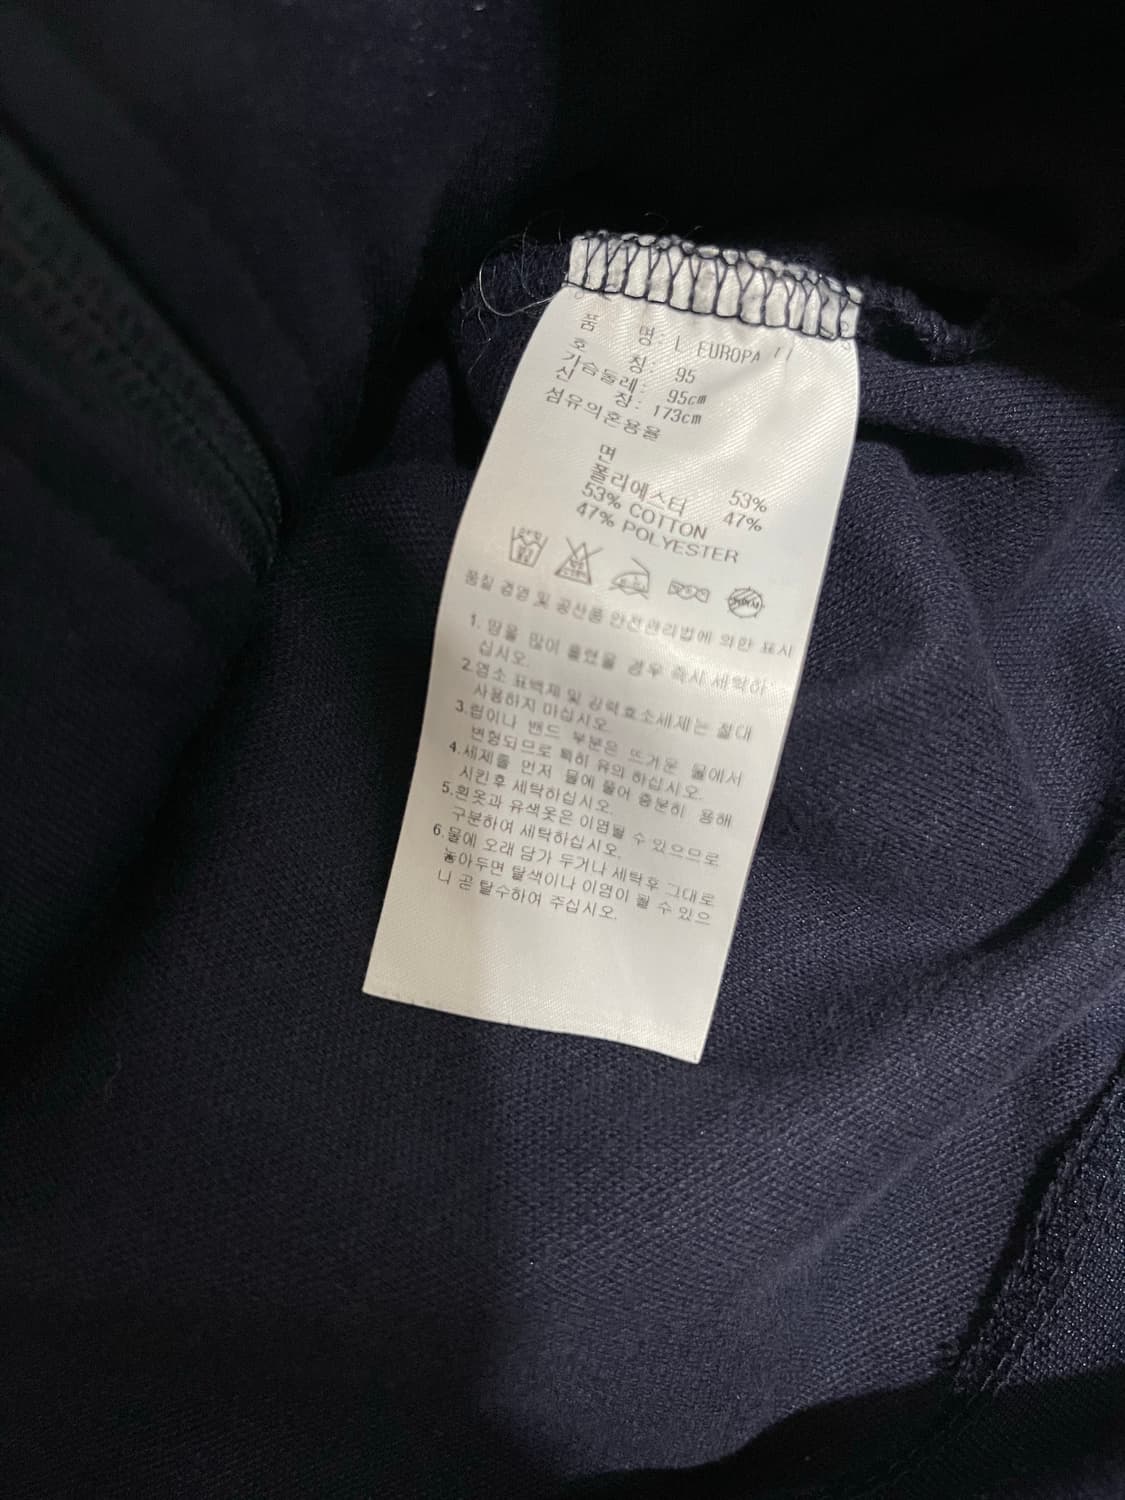 품 명: L EUROPA TJ
호 칭: 95
가슴둘레: 95cm
신 장: 173cm
섬유의혼용율
면 53%
폴리에스터 47%
53% COTTON
47% POLYESTER
품질 경영 및 공산품 안전관리법에 의한 표시
1. 땀을 많이 흘렸을 경우 즉시 세탁하
십시오.
2.염소 표백제 및 강력효소세제는 절대
사용하지 마십시오.
3.립이나 밴드 부분은 뜨거운 물에서
변형되므로 특히 유의 하십시오.
4.세제를 먼저 물에 풀어 충분히 용해
시킨후 세탁하십시오.
5.흰옷과 유색옷은 이염될 수 있으므로
구분하여 세탁하십시오.
6.물에 오래 담가 두거나 세탁후 그대로
놓아두면 탈색이나 이염이 될 수 있으
니 곧 탈수하여 주십시오.